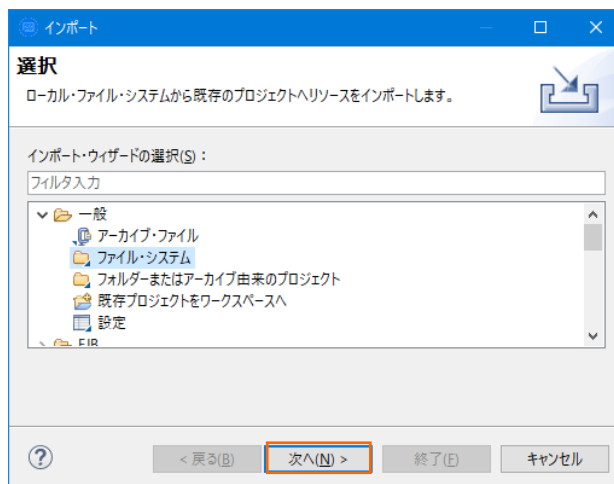 インポート
選択
ローカル・ファイル・システムから既存のプロジェクトへリソースをインポートします。
インポート・ウィザードの選択(S)：
フィルタ入力
一般
アーカイブ・ファイル
ファイル・システム
フォルダーまたはアーカイブ由来のプロジェクト
既存プロジェクトをワークスペースへ
設定
EJB
< 戻る(B) 次へ(N) > 終了(F) キャンセル